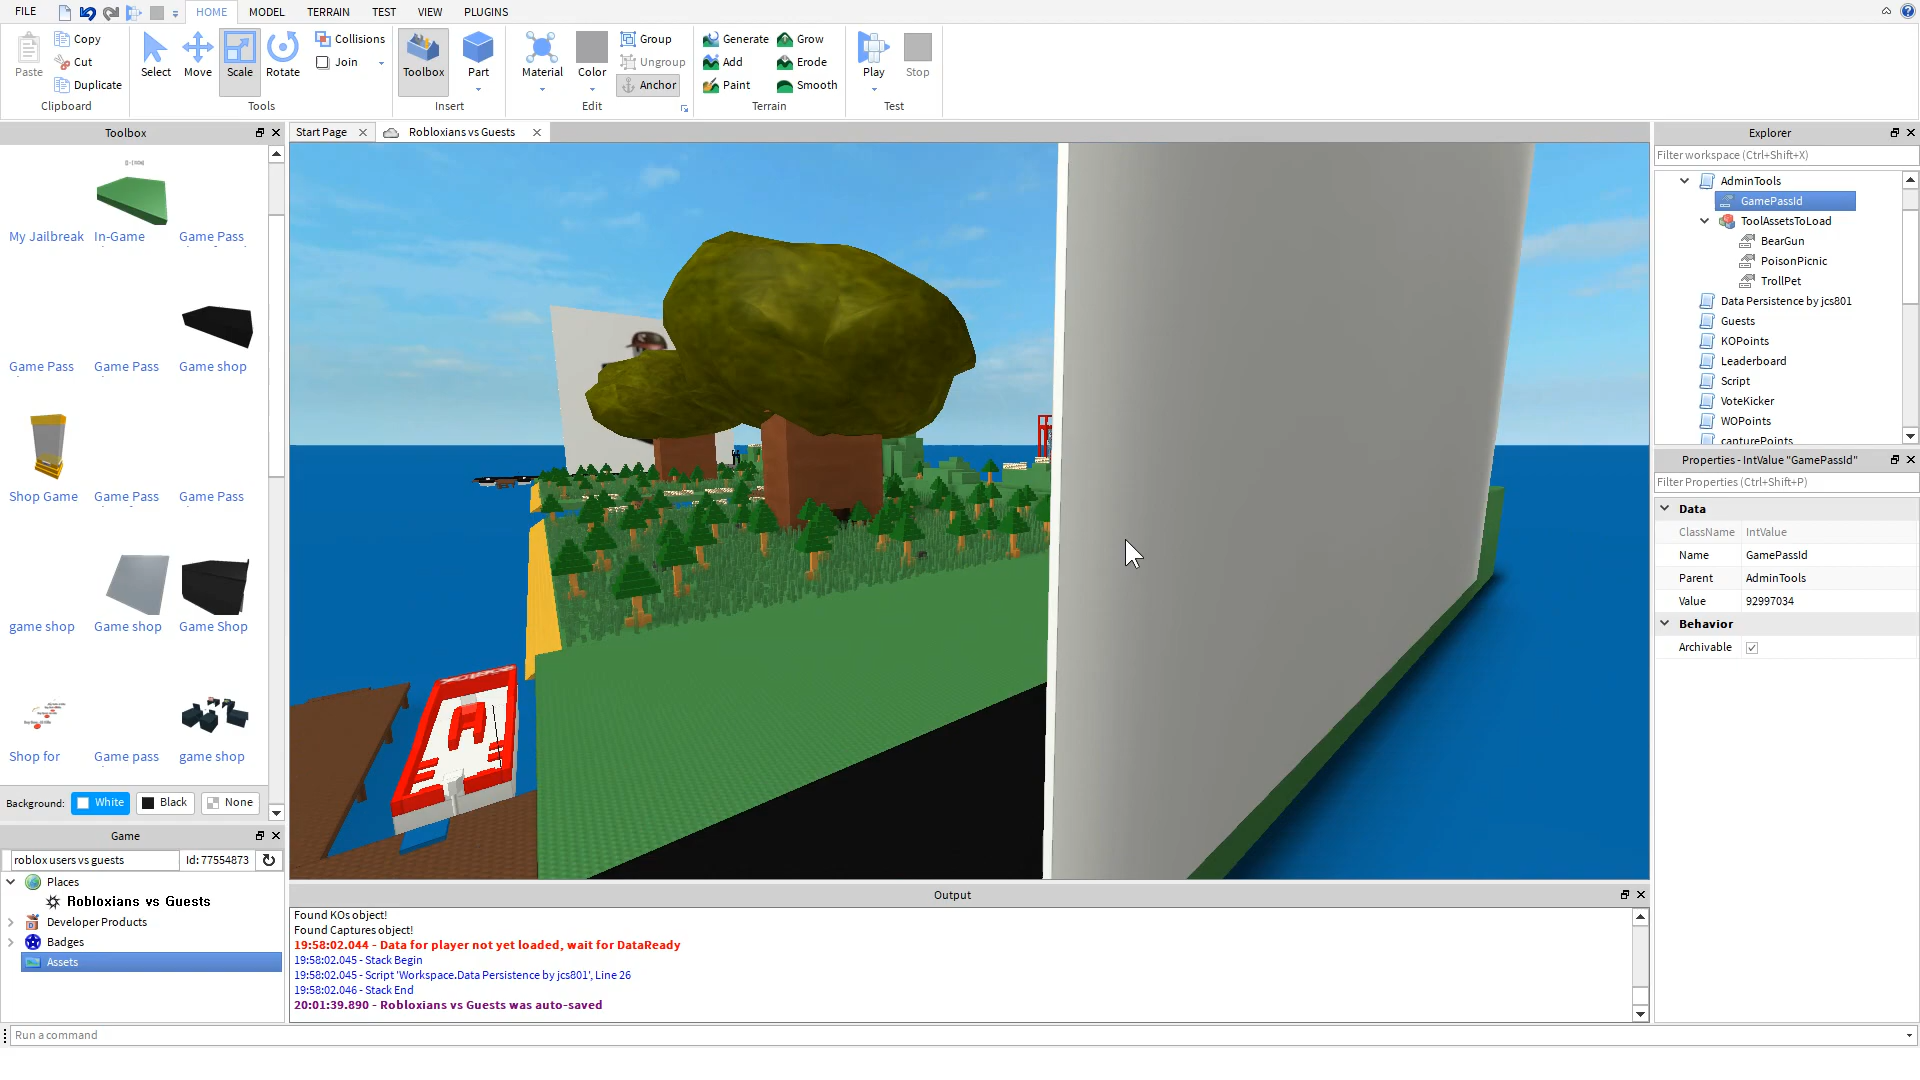 FILE HOME MODEL TERRAIN TEST VIEW PLUGINS
Paste Copy Cut Duplicate
Clipboard
Select Move Scale Rotate Collisions Join
Tools
Toolbox Part
Insert
Material Color Group Ungroup Anchor
Edit
Generate Grow
Add Erode
Paint Smooth
Terrain
Play Stop
Test
Toolbox
My Jailbreak In-Game Game Pass
Game Pass Game Pass Game shop
Shop Game Game Pass Game Pass
game shop Game shop Game Shop
Shop for Game pass game shop
Background: White Black None
Game
roblox users vs guests Id: 77554873
Places
Robloxians vs Guests
Developer Products
Badges
Assets
Start Page Robloxians vs Guests
Output
Found KOs object!
Found Captures object!
19:58:02.044 - Data for player not yet loaded, wait for DataReady
19:58:02.045 - Stack Begin
19:58:02.045 - Script 'Workspace.Data Persistence by jcs801', Line 26
19:58:02.046 - Stack End
20:01:39.890 - Robloxians vs Guests was auto-saved
Run a command
Explorer
Filter workspace (Ctrl+Shift+X)
AdminTools
GamePassId
ToolAssetsToLoad
BearGun
PoisonPicnic
TrollPet
Data Persistence by jcs801
Guests
KOPoints
Leaderboard
Script
VoteKicker
WOPoints
capturePoints
Properties - IntValue "GamePassId"
Filter Properties (Ctrl+Shift+P)
Data
ClassName IntValue
Name GamePassId
Parent AdminTools
Value 92997034
Behavior
Archivable